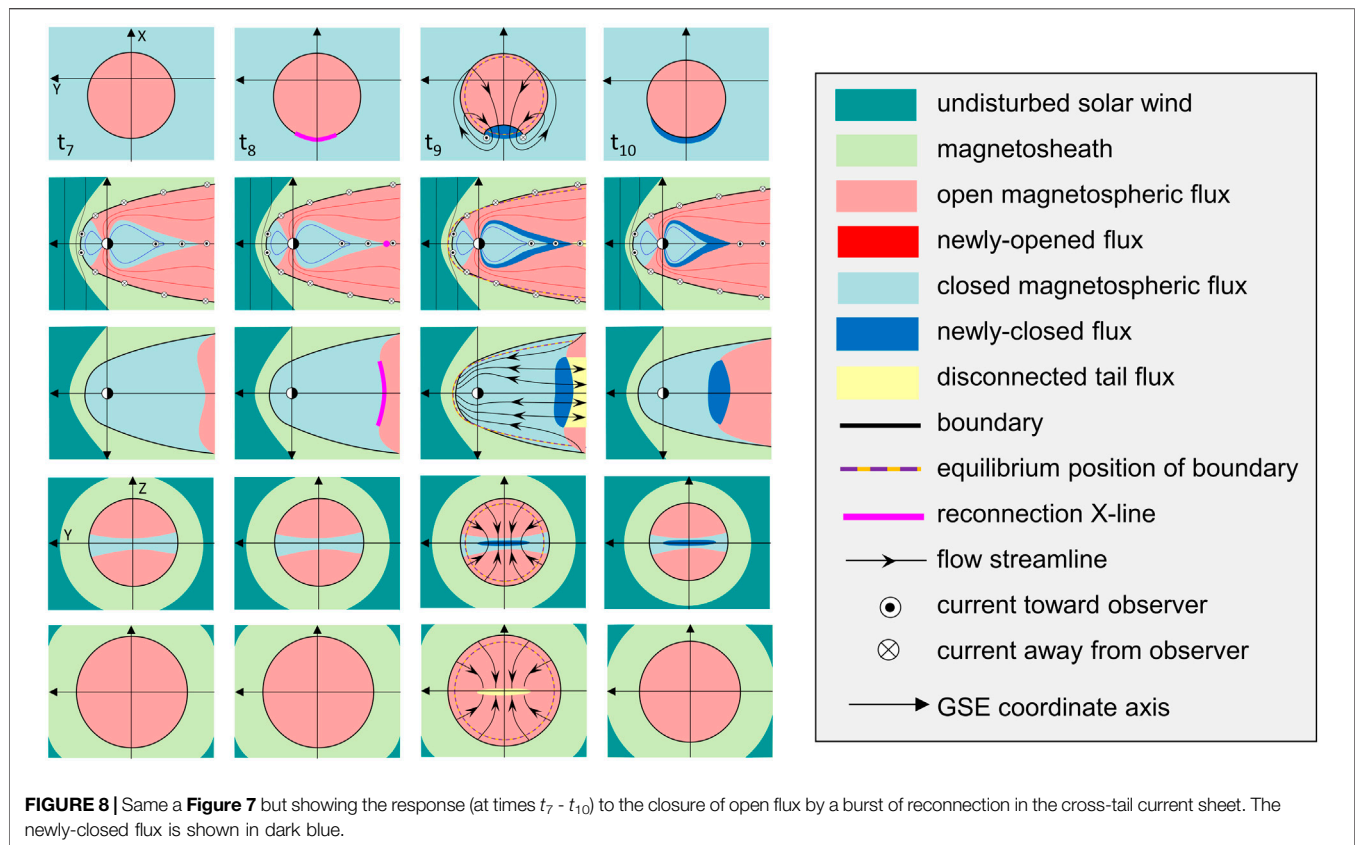 X
Y
t7
t8
t9
t10
Z
Y
undisturbed solar wind
magnetosheath
open magnetospheric flux
newly-opened flux
closed magnetospheric flux
newly-closed flux
disconnected tail flux
boundary
equilibrium position of boundary
reconnection X-line
flow streamline
current toward observer
current away from observer
GSE coordinate axis
FIGURE 8 | Same a Figure 7 but showing the response (at times t7 - t10) to the closure of open flux by a burst of reconnection in the cross-tail current sheet. The
newly-closed flux is shown in dark blue.